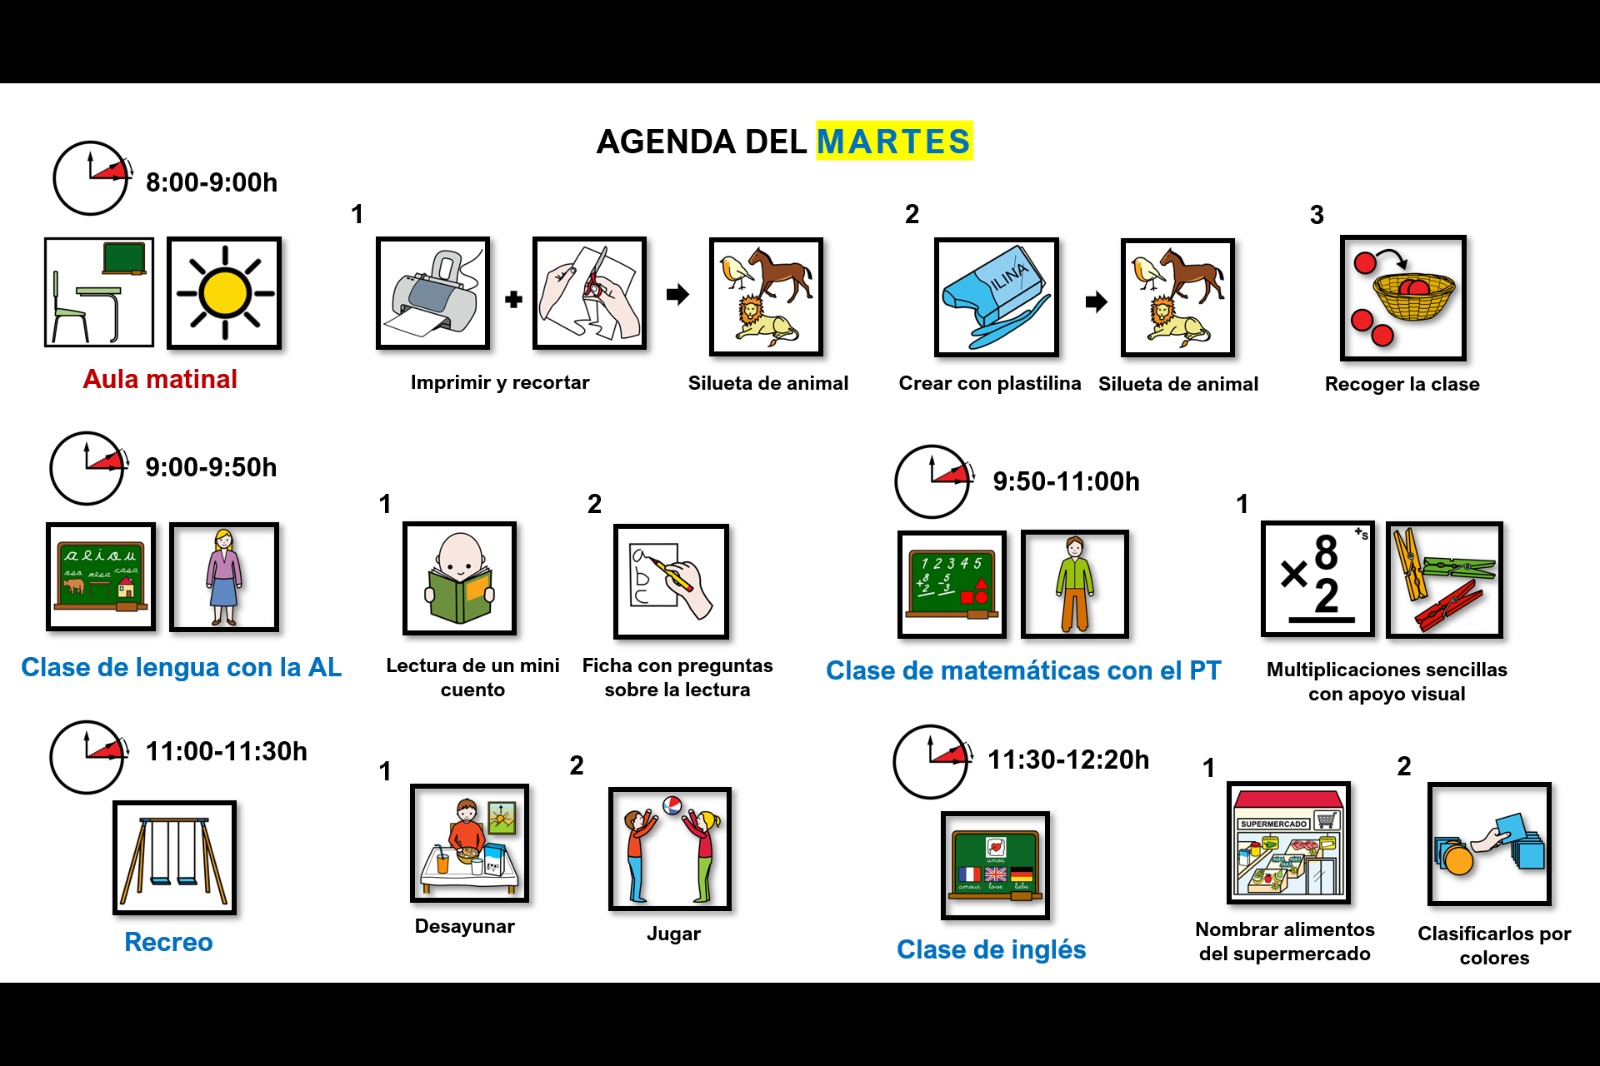 AGENDA DEL MARTES
8:00-9:00h
Aula matinal
1
Imprimir y recortar
Silueta de animal
2
ILINA
Crear con plastilina
Silueta de animal
3
Recoger la clase
9:00-9:50h
a e i o u
oso mesa casa
Clase de lengua con la AL
1
Lectura de un mini
cuento
2
Ficha con preguntas
sobre la lectura
9:50-11:00h
1 2 3 4 5
+8 -5
2 3
Clase de matemáticas con el PT
1
+s
8
×2
Multiplicaciones sencillas
con apoyo visual
11:00-11:30h
Recreo
1
Desayunar
2
Jugar
11:30-12:20h
amor
amour love liebe
Clase de inglés
1
SUPERMERCADO
Nombrar alimentos
del supermercado
2
Clasificarlos por
colores